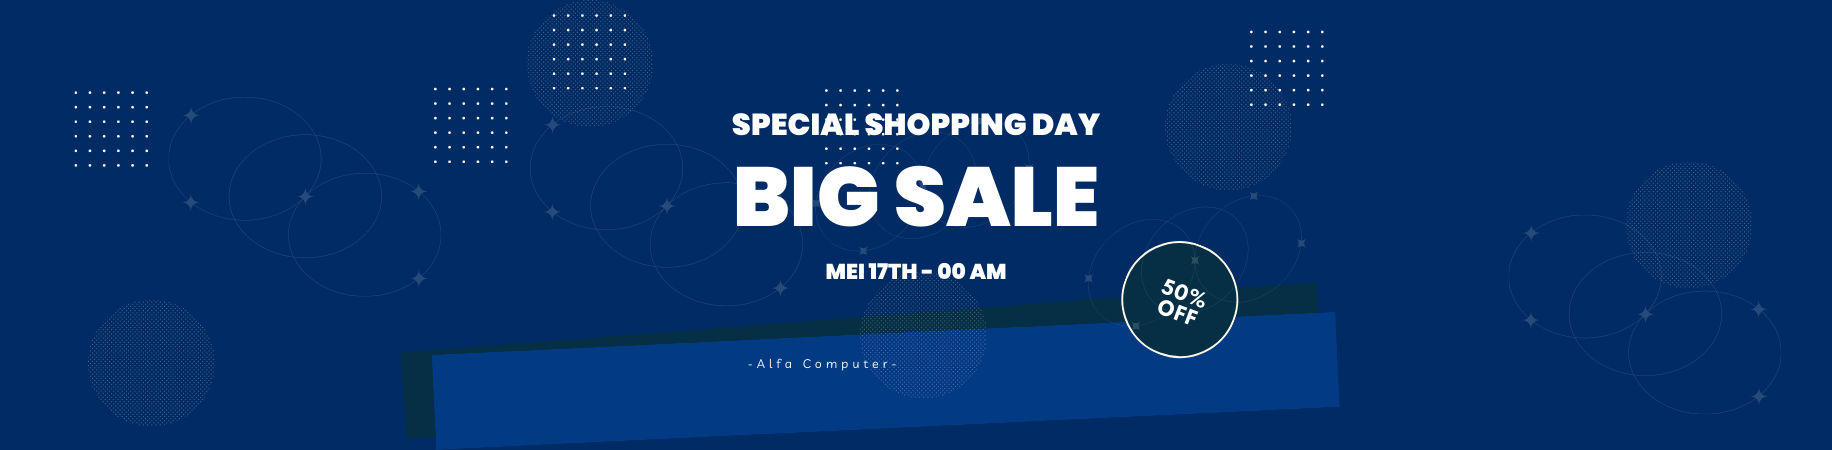 SPECIAL SHOPPING DAY
BIG SALE
MEI 17TH - 00 AM
50%
OFF
-Alfa Computer-